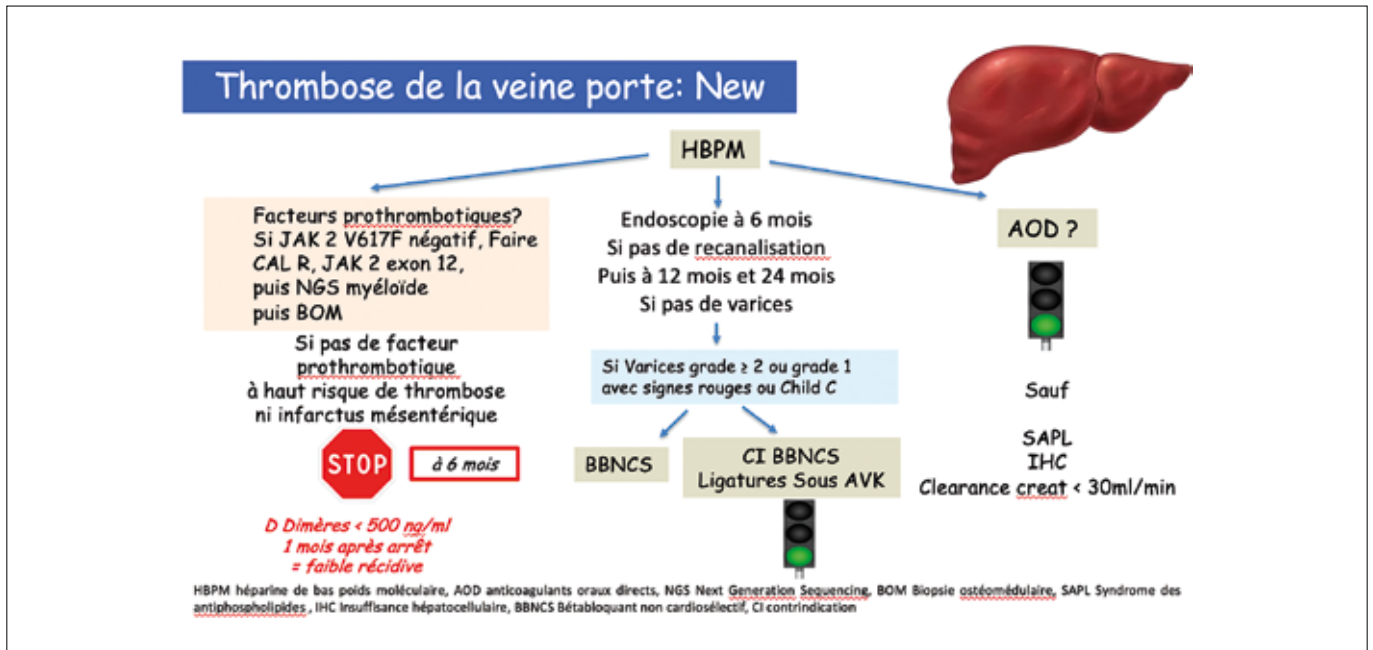 Thrombose de la veine porte: New
HBPM
Facteurs prothrombotiques?
Si JAK 2 V617F négatif, Faire
CAL R, JAK 2 exon 12,
puis NGS myéloïde
puis BOM
Si pas de facteur
prothrombotique
à haut risque de thrombose
ni infarctus mésentérique
STOP
à 6 mois
D Dimères < 500 ng/ml
1 mois après arrêt
= faible récidive
Endoscopie à 6 mois
Si pas de recanalisation
Puis à 12 mois et 24 mois
Si pas de varices
Si Varices grade ≥ 2 ou grade 1
avec signes rouges ou Child C
BBNCS
CI BBNCS
Ligatures Sous AVK
AOD ?
Sauf
SAPL
IHC
Clearance creat < 30ml/min
HBPM héparine de bas poids moléculaire, AOD anticoagulants oraux directs, NGS Next Generation Sequencing, BOM Biopsie ostéomédulaire, SAPL Syndrome des
antiphospholipides , IHC Insuffisance hépatocellulaire, BBNCS Bétabloquant non cardiosélectif, CI contrindication